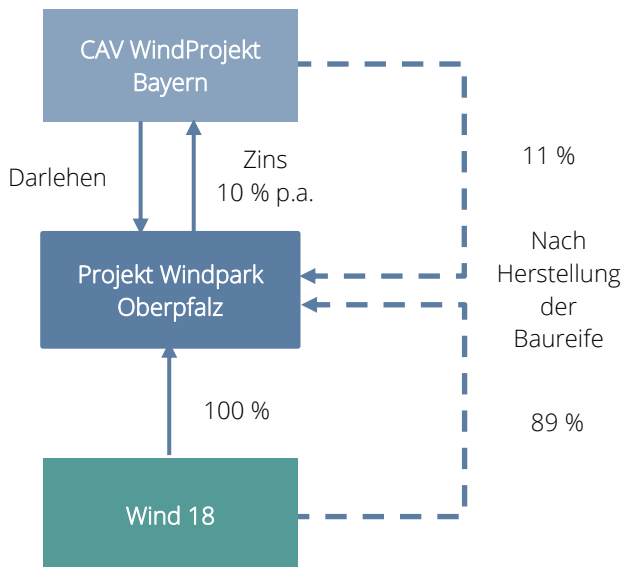 CAV WindProjekt
Bayern
Darlehen
Zins
10 % p.a.
11 %
Projekt Windpark
Oberpfalz
Nach
Herstellung
der
Baureife
100 %
89 %
Wind 18